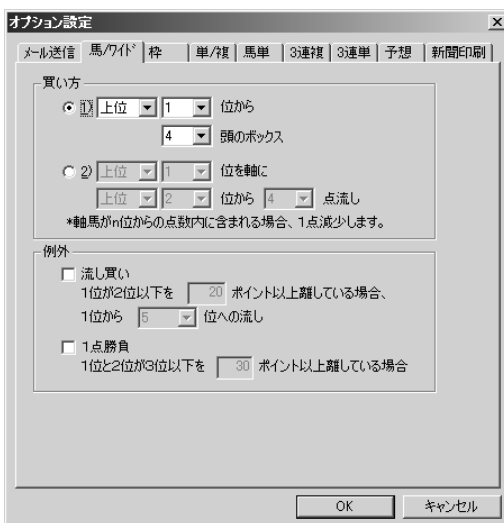 オプション設定
メール送信 馬/ワイド 枠 単/複 馬単 3連複 3連単 予想 新聞印刷
買い方
1) 上位 1 位から
4 頭のボックス
2) 上位 1 位を軸に
上位 2 位から 4 点流し
*軸馬がn位からの点数内に含まれる場合、1点減少します。
例外
流し買い
1位が2位以下を 20 ポイント以上離している場合、
1位から 5 位への流し
1点勝負
1位と2位が3位以下を 30 ポイント以上離している場合
OK キャンセル